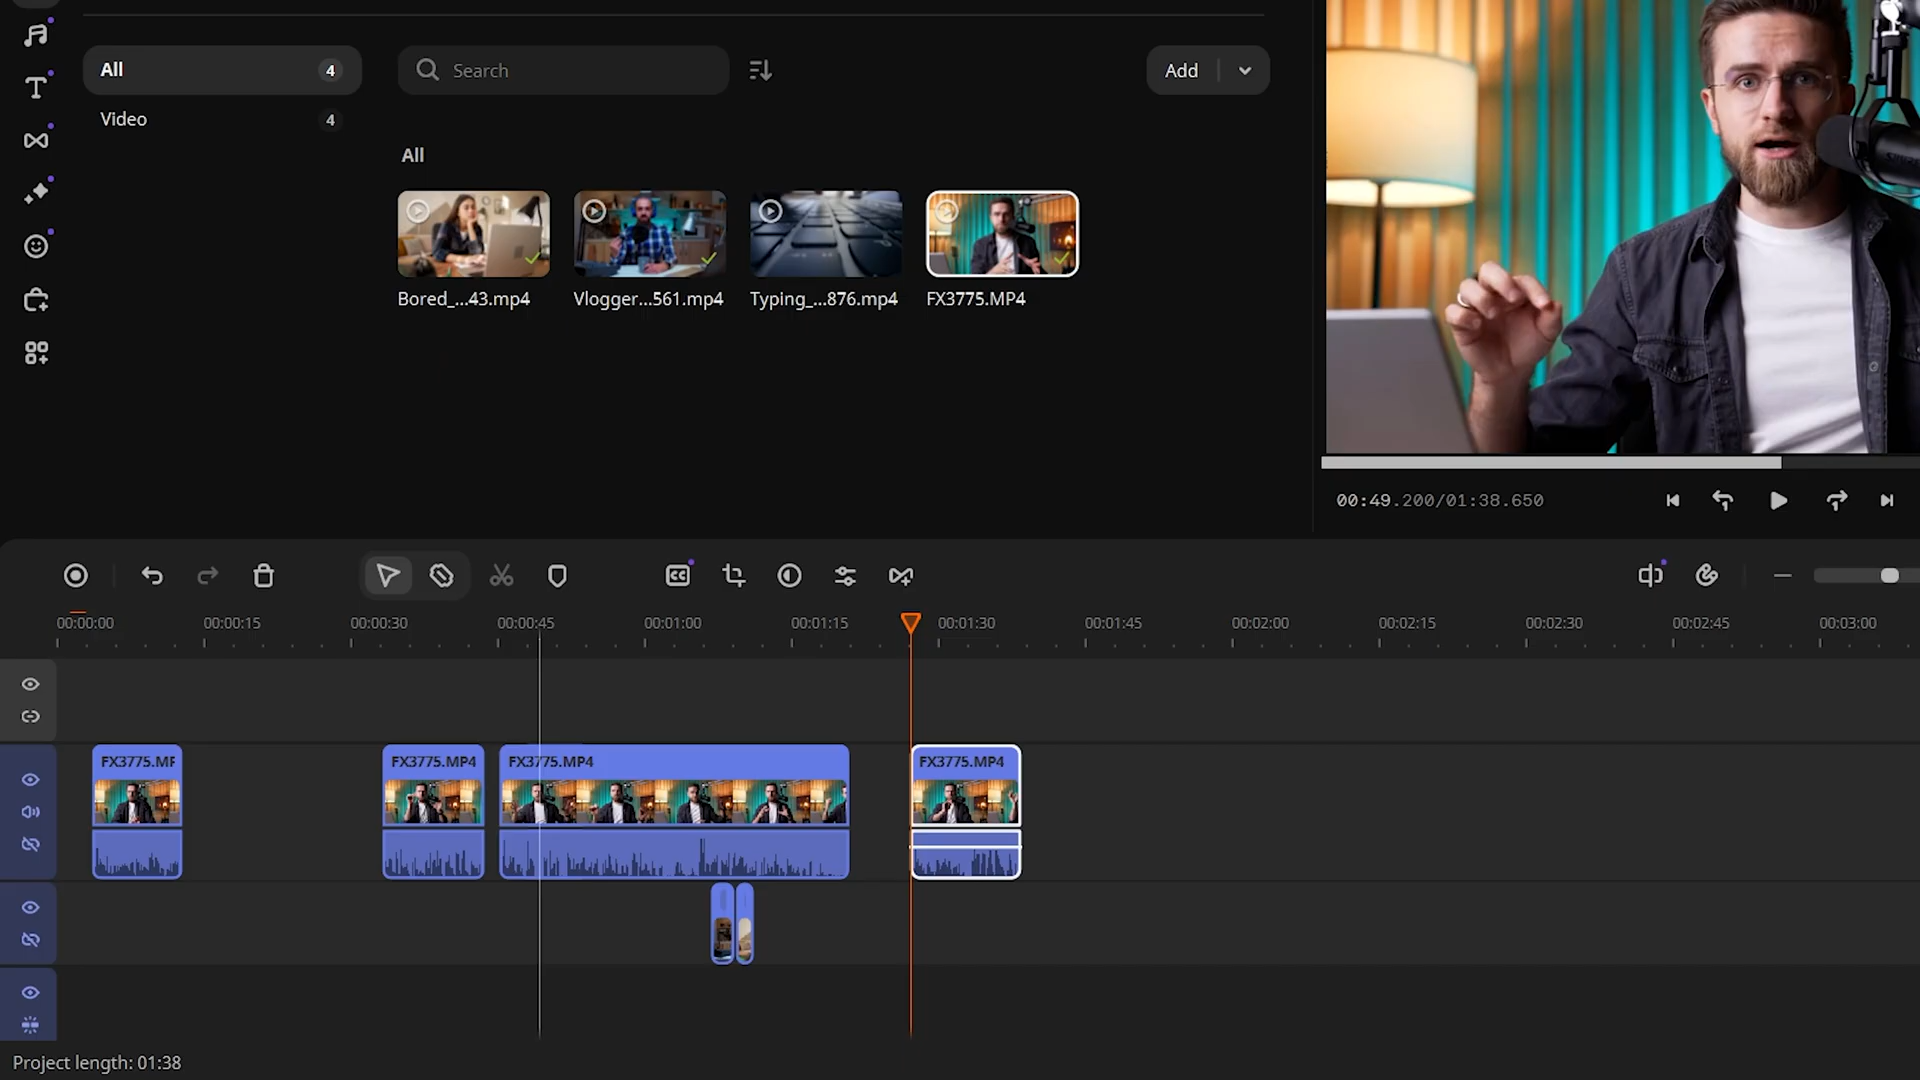 All 4
Search
Add
Video 4
All
Bored_...43.mp4
Vlogger...561.mp4
Typing_...876.mp4
FX3775.MP4
00:49.200/01:38.650
CC
00:00:00
00:00:15
00:00:30
00:00:45
00:01:00
00:01:15
00:01:30
00:01:45
00:02:00
00:02:15
00:02:30
00:02:45
00:03:00
FX3775.MP
FX3775.MP4
FX3775.MP4
FX3775.MP4
Project length: 01:38